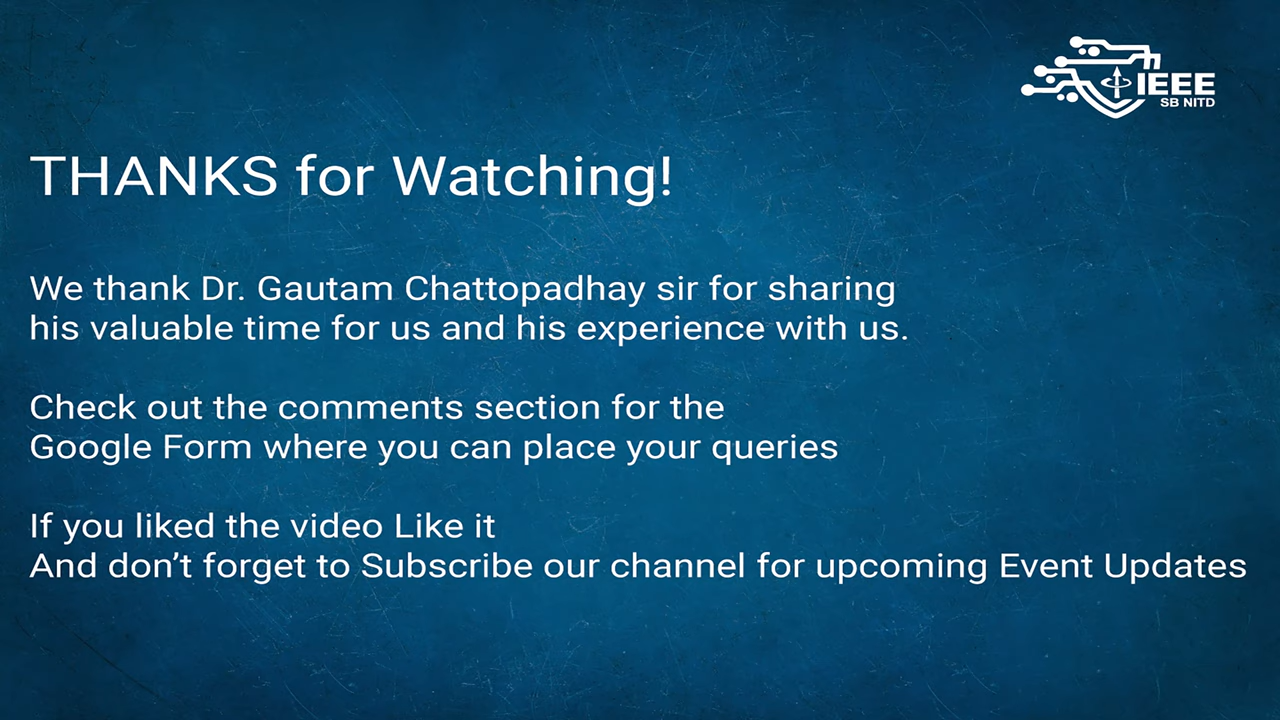 IEEE
SB NITD
THANKS for Watching!
We thank Dr. Gautam Chattopadhay sir for sharing
his valuable time for us and his experience with us.
Check out the comments section for the
Google Form where you can place your queries
If you liked the video Like it
And don’t forget to Subscribe our channel for upcoming Event Updates